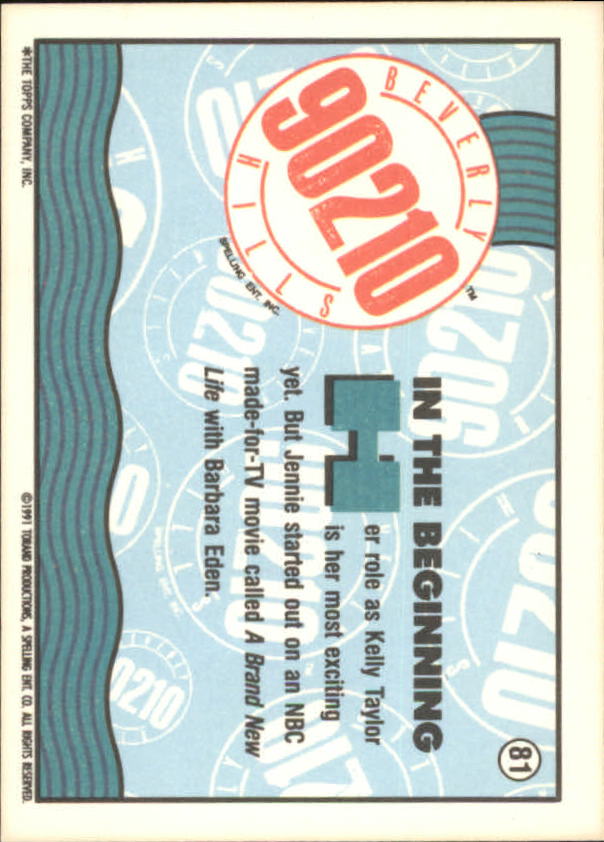 81
BEVERLY
90210
HILLS
TM
SPELLING ENT. INC.
IN THE BEGINNING
Her role as Kelly Taylor
is her most exciting
yet. But Jennie started out on an NBC
made-for-TV movie called A Brand New
Life with Barbara Eden.
*THE TOPPS COMPANY, INC.
©1991 TORAND PRODUCTIONS, A SPELLING ENT. CO. ALL RIGHTS RESERVED.